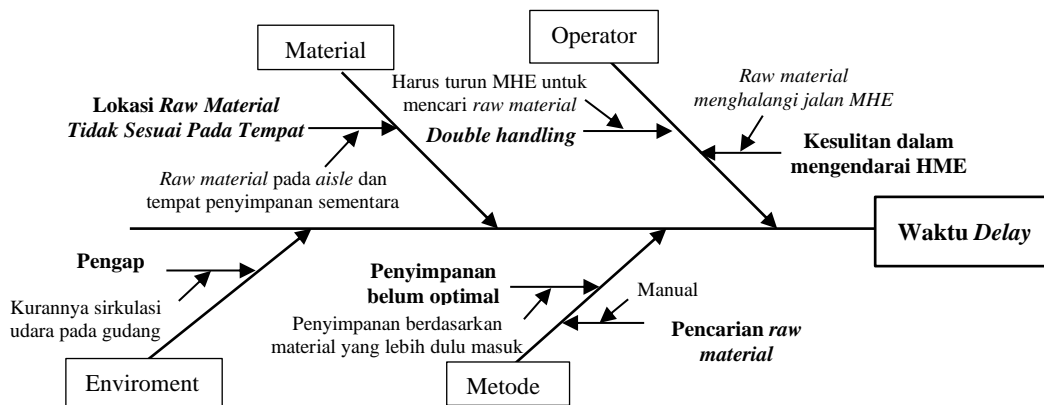 Material
Operator
Harus turun MHE untuk
mencari raw material
Double handling
Raw material
menghalangi jalan MHE
Kesulitan dalam
mengendarai HME
Lokasi Raw Material
Tidak Sesuai Pada Tempat
Raw material pada aisle dan
tempat penyimpanan sementara
Waktu Delay
Pengap
Kurannya sirkulasi
udara pada gudang
Penyimpanan
belum optimal
Penyimpanan berdasarkan
material yang lebih dulu masuk
Manual
Pencarian raw
material
Enviroment
Metode